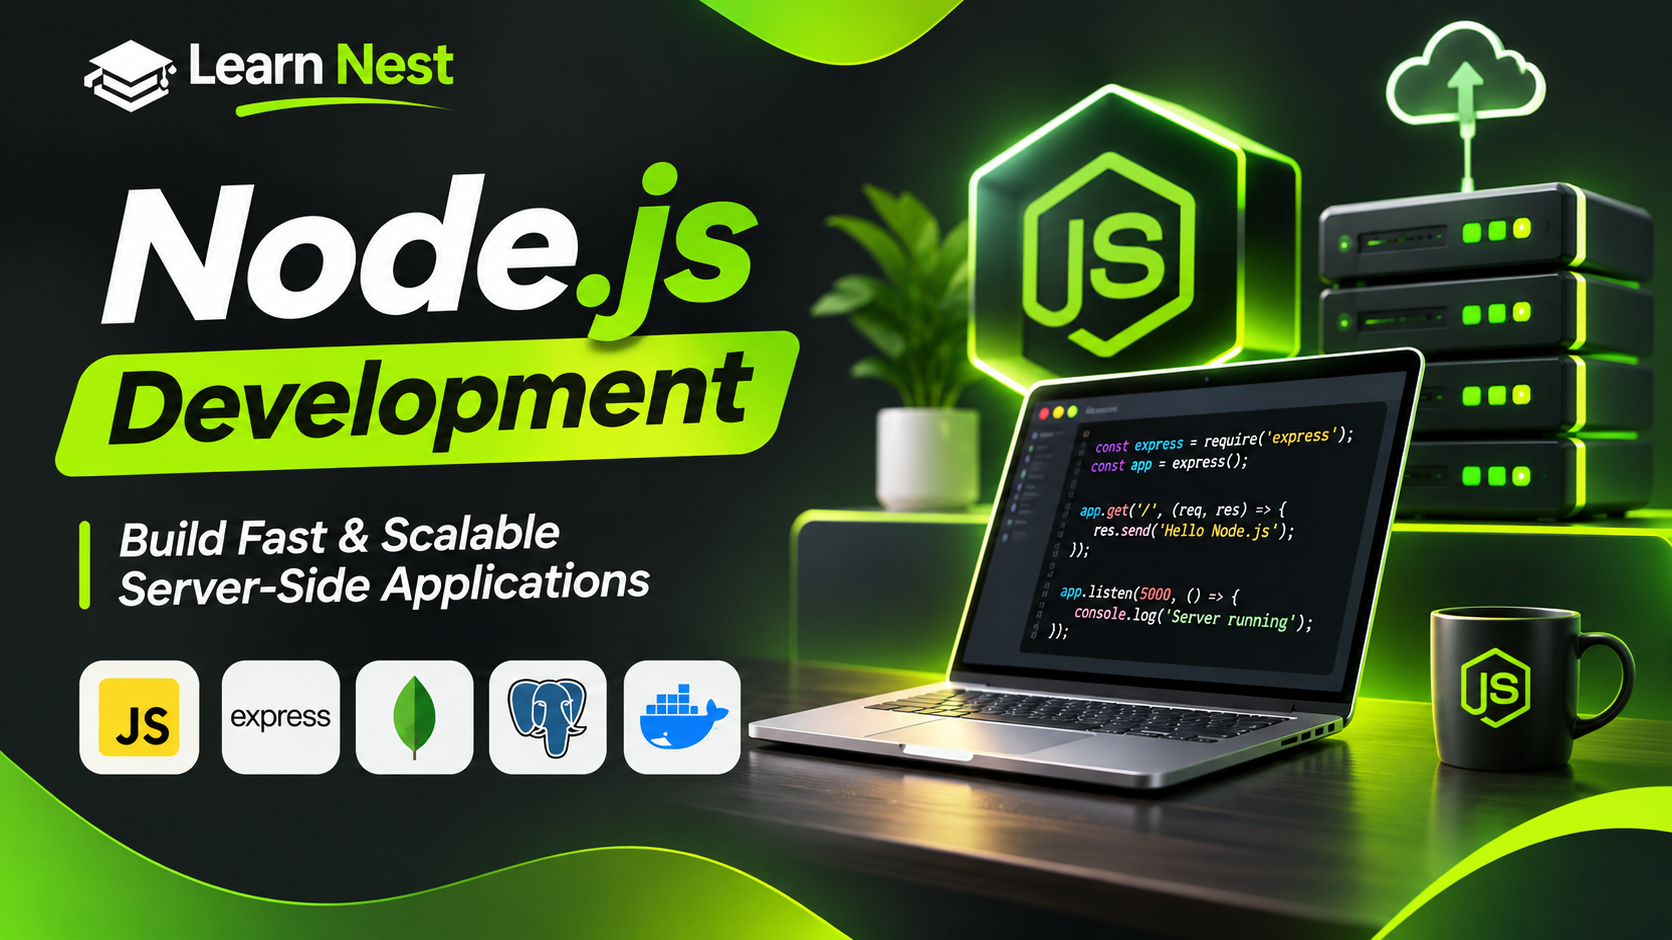 Learn Nest
Node.js
Development
Build Fast & Scalable
Server-Side Applications
JS
express
JS
const express = require('express');
const app = express();
app.get('/', (req, res) => {
res.send('Hello Node.js');
});
app.listen(5000, () => {
console.log('Server running');
});
JS